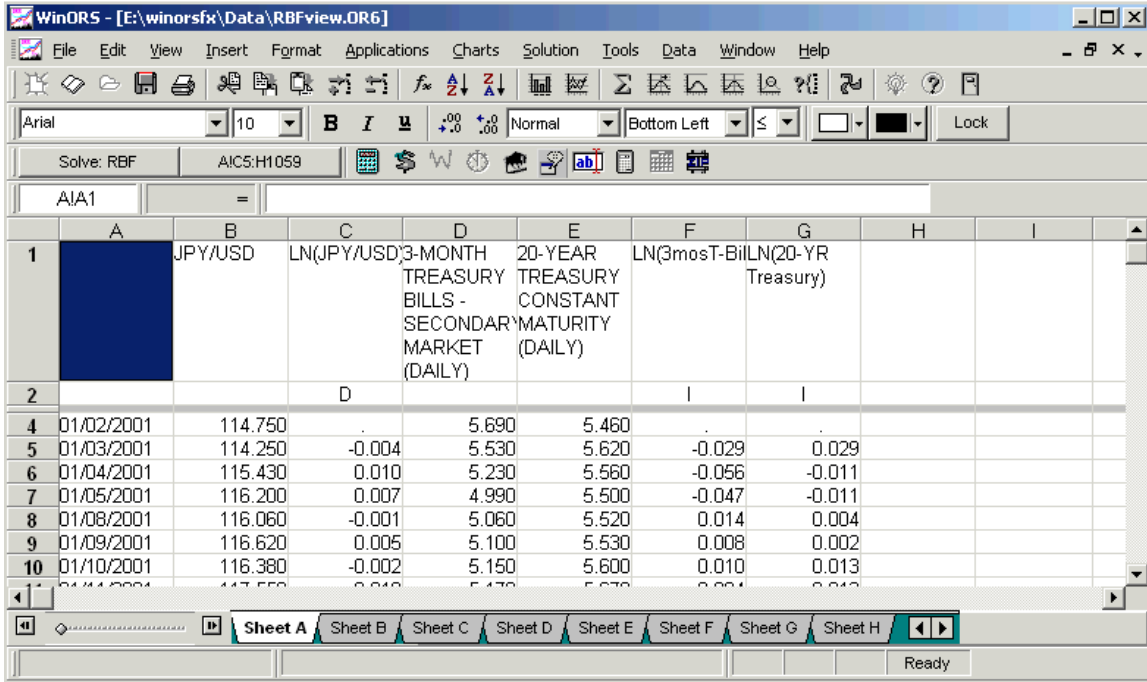 WinORS - [E:\winorsfx\Data\RBFview.OR6]
File Edit View Insert Format Applications Charts Solution Tools Data Window Help
Arial 10 B I u Normal Bottom Left ≤ Lock
Solve: RBF A!C5:H1059
A!A1 =
A B C D E F G H I
1 JPY/USD LN(JPY/USD) 3-MONTH TREASURY BILLS - SECONDARY MARKET (DAILY) 20-YEAR TREASURY CONSTANT MATURITY (DAILY) LN(3mosT-Bil LN(20-YR Treasury)
2 D I I
4 01/02/2001 114.750 . 5.690 5.460 . .
5 01/03/2001 114.250 -0.004 5.530 5.620 -0.029 0.029
6 01/04/2001 115.430 0.010 5.230 5.560 -0.056 -0.011
7 01/05/2001 116.200 0.007 4.990 5.500 -0.047 -0.011
8 01/08/2001 116.060 -0.001 5.060 5.520 0.014 0.004
9 01/09/2001 116.620 0.005 5.100 5.530 0.008 0.002
10 01/10/2001 116.380 -0.002 5.150 5.600 0.010 0.013
Sheet A Sheet B Sheet C Sheet D Sheet E Sheet F Sheet G Sheet H
Ready